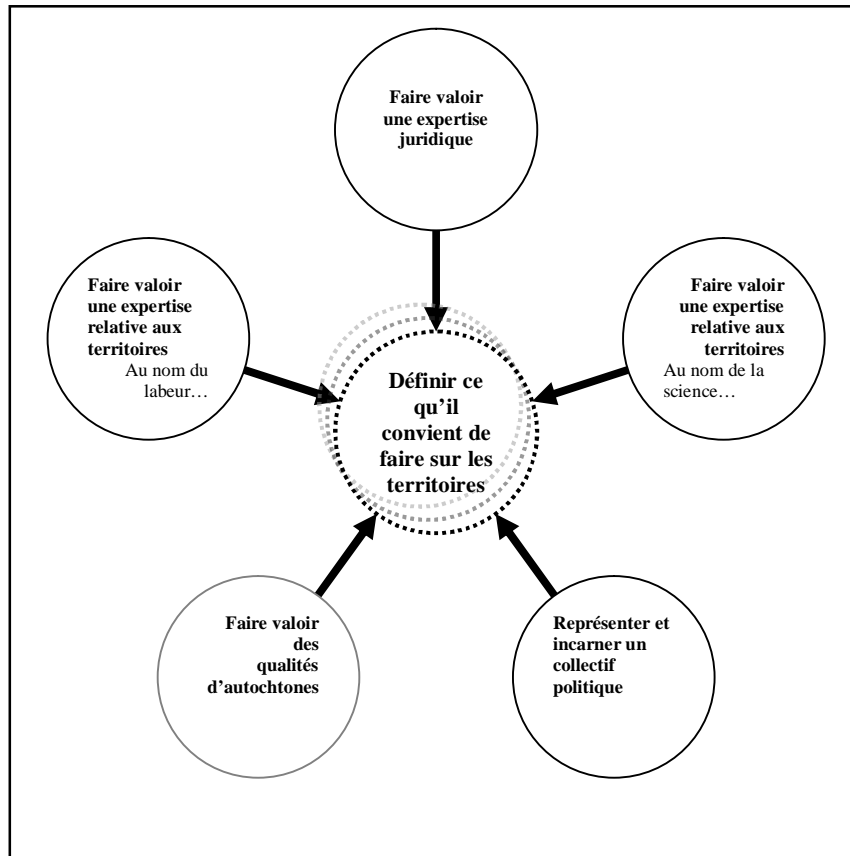 Faire valoir
une expertise
juridique
Faire valoir
une expertise
relative aux
territoires
Au nom du
labeur…
Faire valoir
une expertise
relative aux
territoires
Au nom de la
science…
Définir ce
qu’il
convient de
faire sur les
territoires
Faire valoir
des
qualités
d’autochtones
Représenter et
incarner un
collectif
politique